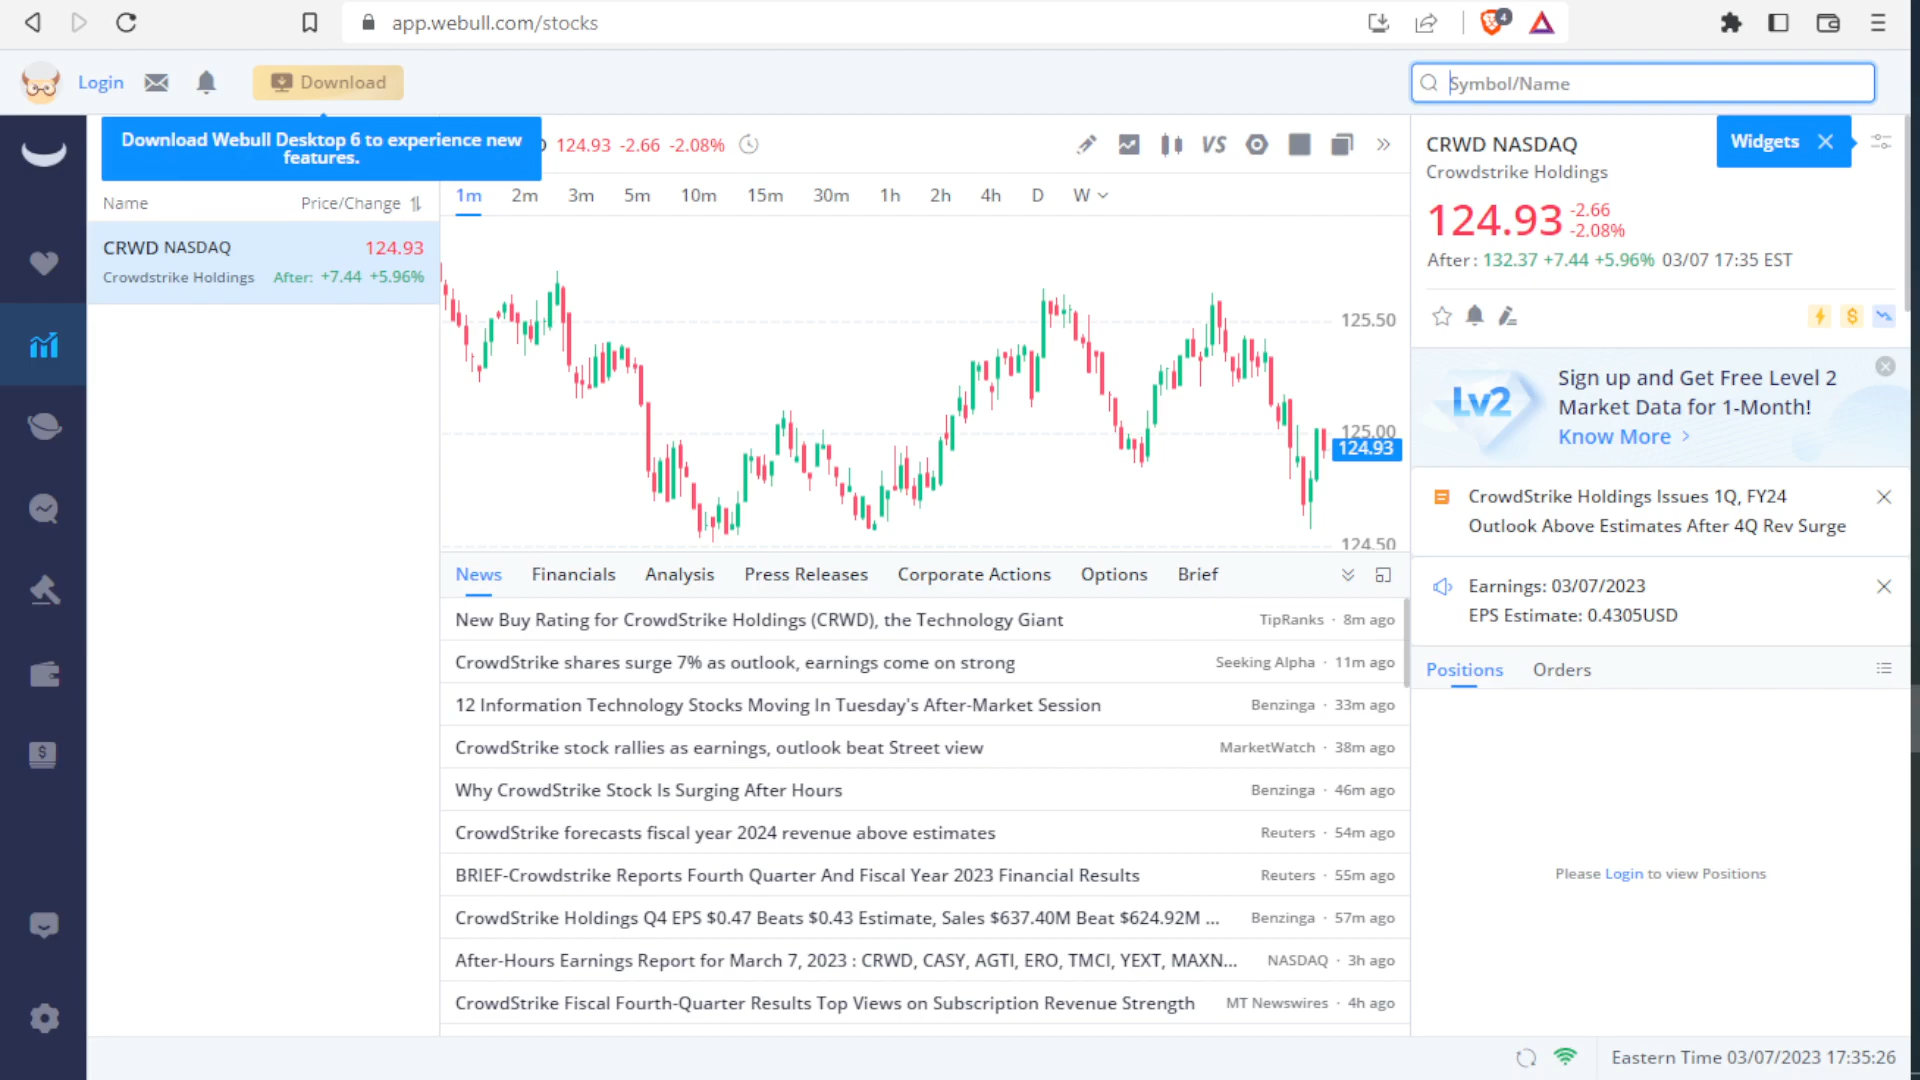 app.webull.com/stocks
4
Login
Download
Symbol/Name
Download Webull Desktop 6 to experience new
features.
124.93 -2.66 -2.08%
VS
Name Price/Change
CRWD NASDAQ 124.93
Crowdstrike Holdings After: +7.44 +5.96%
1m 2m 3m 5m 10m 15m 30m 1h 2h 4h D W
125.50
125.00
124.93
124.50
News Financials Analysis Press Releases Corporate Actions Options Brief
New Buy Rating for CrowdStrike Holdings (CRWD), the Technology Giant TipRanks · 8m ago
CrowdStrike shares surge 7% as outlook, earnings come on strong Seeking Alpha · 11m ago
12 Information Technology Stocks Moving In Tuesday's After-Market Session Benzinga · 33m ago
CrowdStrike stock rallies as earnings, outlook beat Street view MarketWatch · 38m ago
Why CrowdStrike Stock Is Surging After Hours Benzinga · 46m ago
CrowdStrike forecasts fiscal year 2024 revenue above estimates Reuters · 54m ago
BRIEF-Crowdstrike Reports Fourth Quarter And Fiscal Year 2023 Financial Results Reuters · 55m ago
CrowdStrike Holdings Q4 EPS $0.47 Beats $0.43 Estimate, Sales $637.40M Beat $624.92M ... Benzinga · 57m ago
After-Hours Earnings Report for March 7, 2023 : CRWD, CASY, AGTI, ERO, TMCI, YEXT, MAXN... NASDAQ · 3h ago
CrowdStrike Fiscal Fourth-Quarter Results Top Views on Subscription Revenue Strength MT Newswires · 4h ago
CRWD NASDAQ
Widgets
Crowdstrike Holdings
124.93 -2.66
-2.08%
After : 132.37 +7.44 +5.96% 03/07 17:35 EST
Lv2
Sign up and Get Free Level 2
Market Data for 1-Month!
Know More >
CrowdStrike Holdings Issues 1Q, FY24
Outlook Above Estimates After 4Q Rev Surge
Earnings: 03/07/2023
EPS Estimate: 0.4305USD
Positions Orders
Please Login to view Positions
Eastern Time 03/07/2023 17:35:26